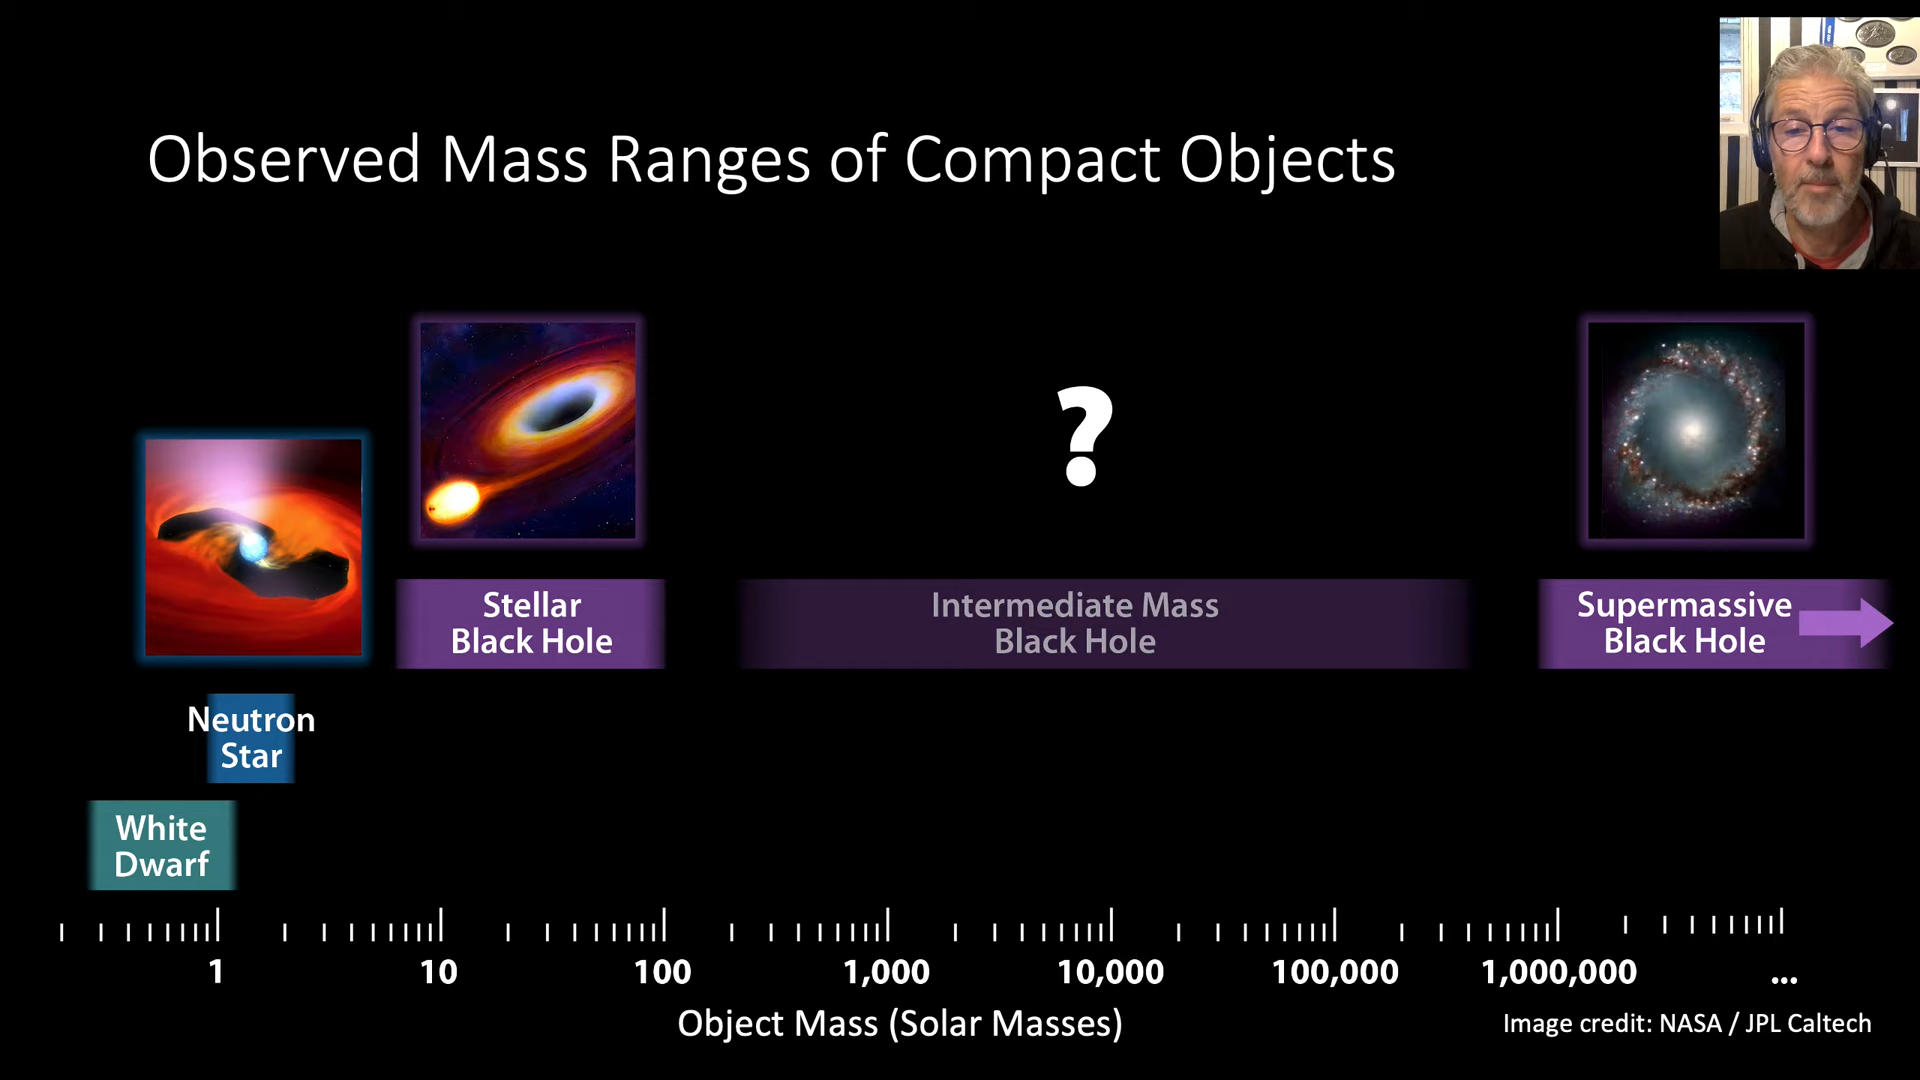 Observed Mass Ranges of Compact Objects
?
Stellar
Black Hole
Intermediate Mass
Black Hole
Supermassive
Black Hole
Neutron
Star
White
Dwarf
1 10 100 1,000 10,000 100,000 1,000,000 ...
Object Mass (Solar Masses)
Image credit: NASA / JPL Caltech